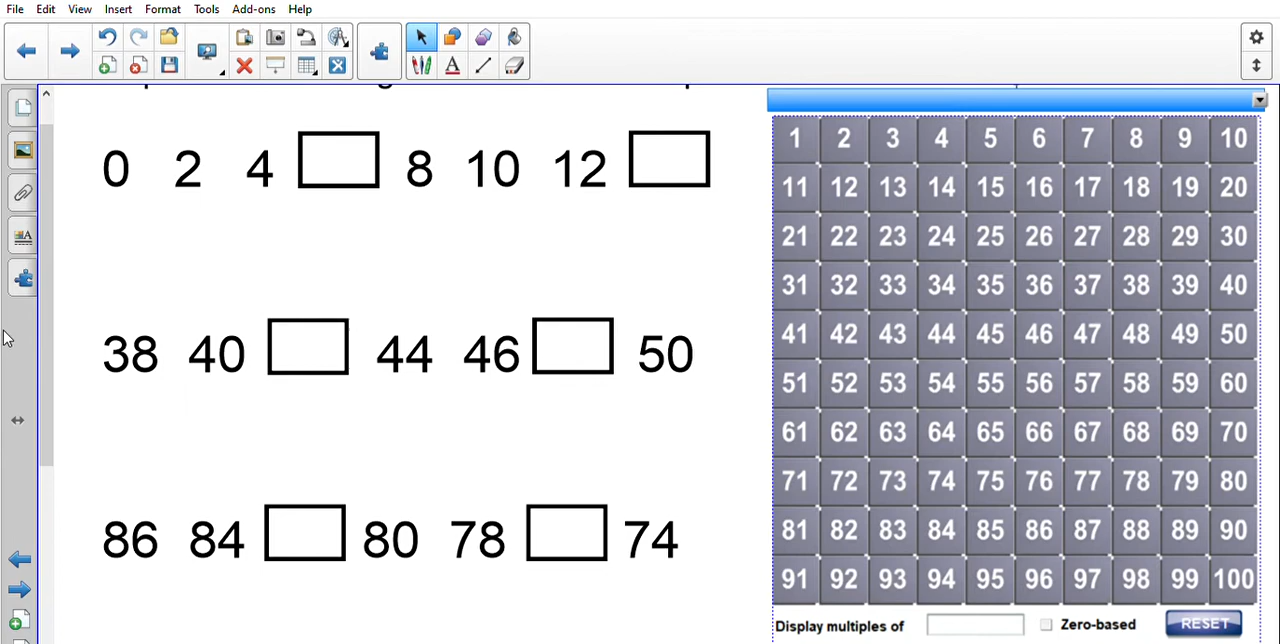 File Edit View Insert Format Tools Add-ons Help
0 2 4 8 10 12
38 40 44 46 50
86 84 80 78 74
1 2 3 4 5 6 7 8 9 10
11 12 13 14 15 16 17 18 19 20
21 22 23 24 25 26 27 28 29 30
31 32 33 34 35 36 37 38 39 40
41 42 43 44 45 46 47 48 49 50
51 52 53 54 55 56 57 58 59 60
61 62 63 64 65 66 67 68 69 70
71 72 73 74 75 76 77 78 79 80
81 82 83 84 85 86 87 88 89 90
91 92 93 94 95 96 97 98 99 100
Display multiples of Zero-based RESET